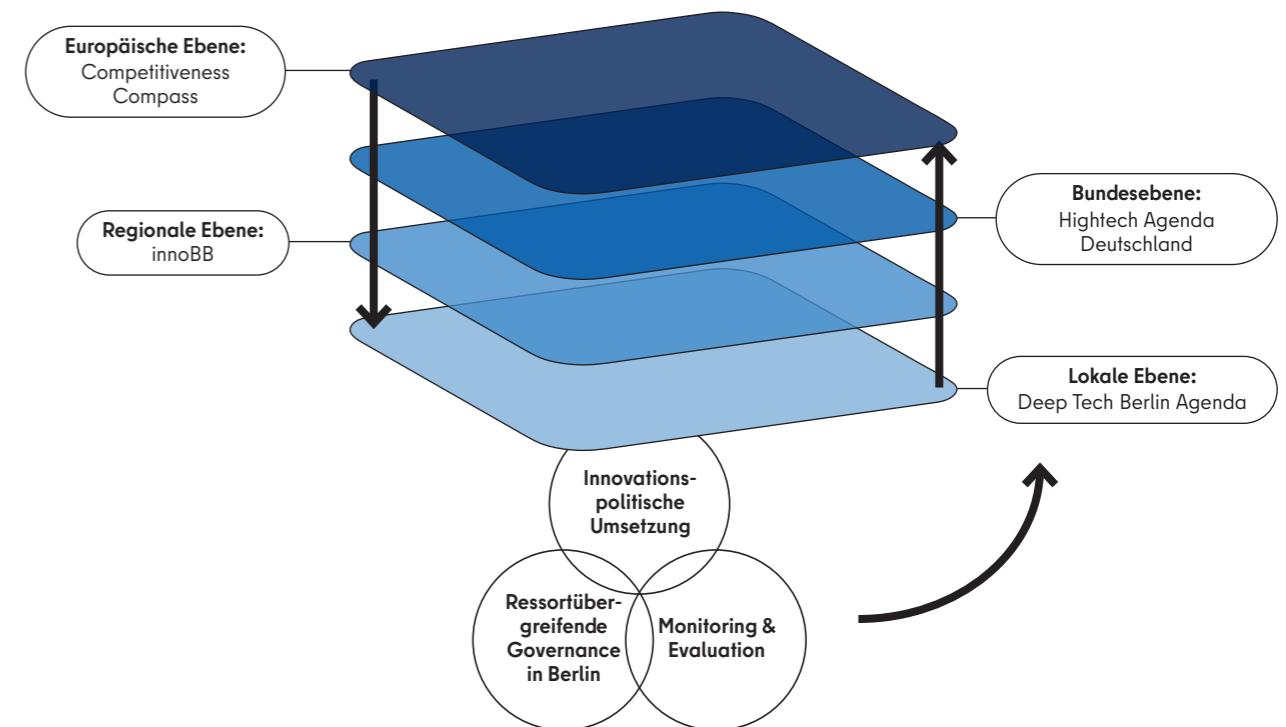 Europäische Ebene:
Competitiveness
Compass
Regionale Ebene:
innoBB
Bundesebene:
Hightech Agenda
Deutschland
Lokale Ebene:
Deep Tech Berlin Agenda
Innovations-
politische
Umsetzung
Ressortüber-
greifende
Governance
in Berlin
Monitoring &
Evaluation